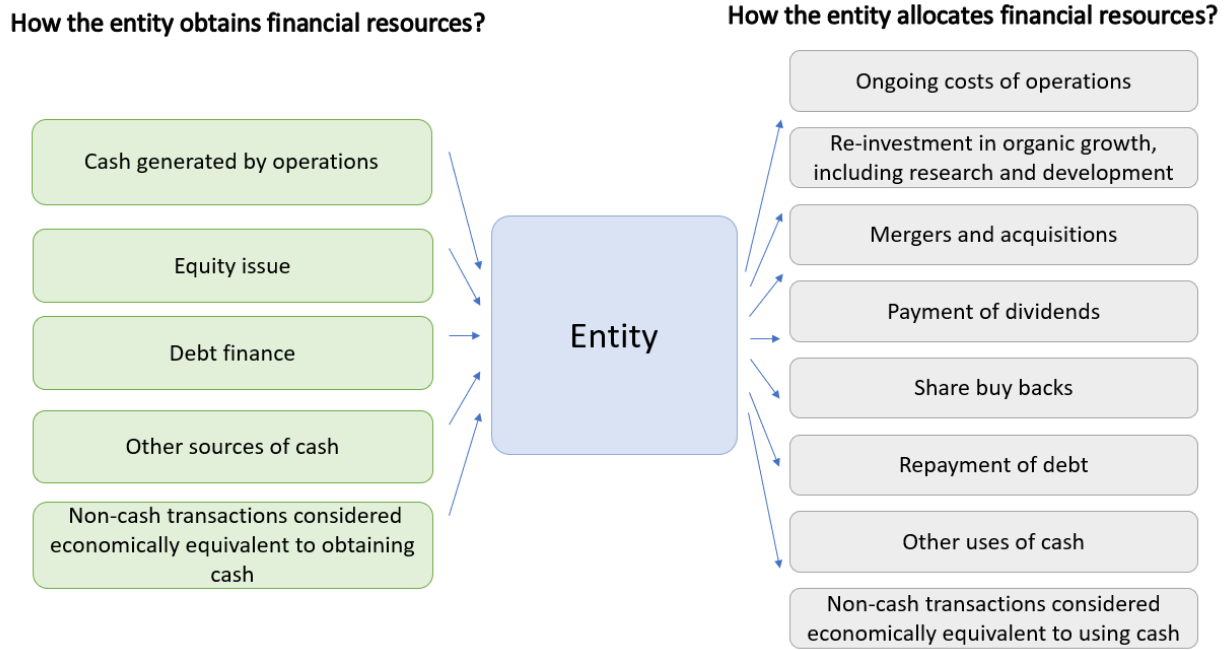 How the entity obtains financial resources?
How the entity allocates financial resources?
Cash generated by operations
Equity issue
Debt finance
Other sources of cash
Non-cash transactions considered
economically equivalent to obtaining
cash
Entity
Ongoing costs of operations
Re-investment in organic growth,
including research and development
Mergers and acquisitions
Payment of dividends
Share buy backs
Repayment of debt
Other uses of cash
Non-cash transactions considered
economically equivalent to using cash